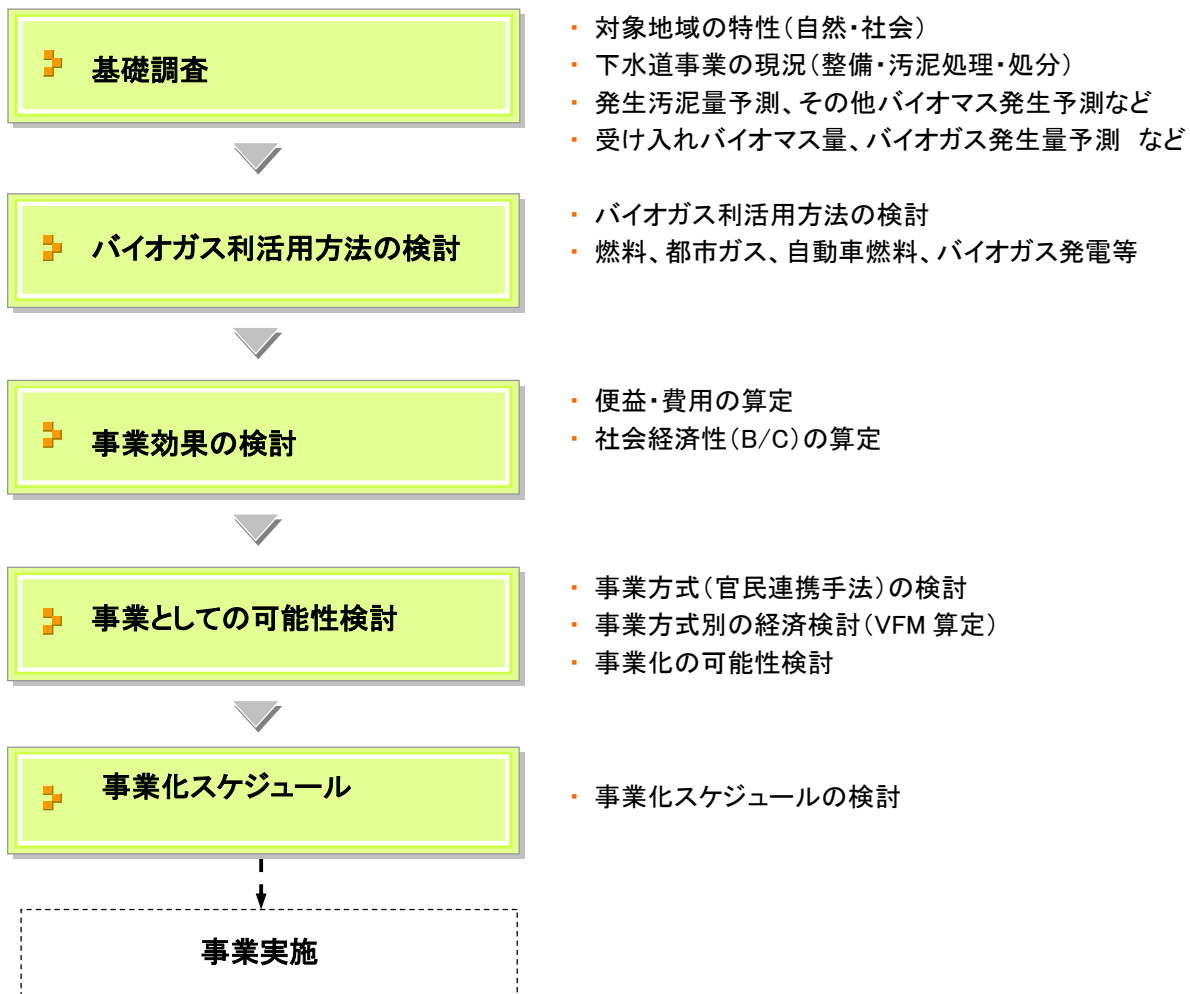 基礎調査
・ 対象地域の特性(自然・社会)
・ 下水道事業の現況(整備・汚泥処理・処分)
・ 発生汚泥量予測、その他バイオマス発生予測など
・ 受け入れバイオマス量、バイオガス発生量予測　など
バイオガス利活用方法の検討
・ バイオガス利活用方法の検討
・ 燃料、都市ガス、自動車燃料、バイオガス発電等
事業効果の検討
・ 便益・費用の算定
・ 社会経済性(B/C)の算定
事業としての可能性検討
・ 事業方式(官民連携手法)の検討
・ 事業方式別の経済検討(VFM 算定)
・ 事業化の可能性検討
事業化スケジュール
・ 事業化スケジュールの検討
事業実施